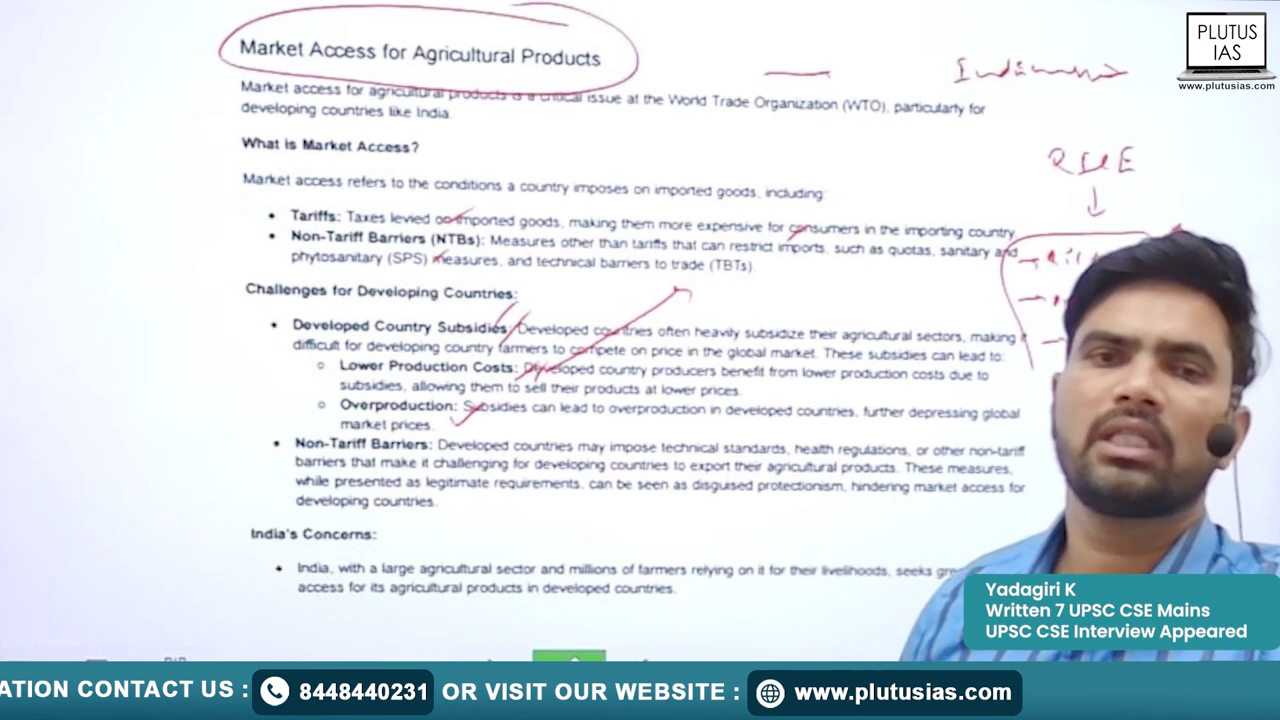 PLUTUS
IAS
www.plutusias.com
Market Access for Agricultural Products
Market access for agricultural products is a critical issue at the World Trade Organization (WTO), particularly for
developing countries like India.
What is Market Access?
Market access refers to the conditions a country imposes on imported goods, including:
• Tariffs: Taxes levied on imported goods, making them more expensive for consumers in the importing country
• Non-Tariff Barriers (NTBs): Measures other than tariffs that can restrict imports, such as quotas, sanitary and
phytosanitary (SPS) measures, and technical barriers to trade (TBTs)
Challenges for Developing Countries:
• Developed Country Subsidies: Developed countries often heavily subsidize their agricultural sectors, making
difficult for developing country farmers to compete on price in the global market. These subsidies can lead to:
○ Lower Production Costs: Developed country producers benefit from lower production costs due to
subsidies, allowing them to sell their products at lower prices.
○ Overproduction: Subsidies can lead to overproduction in developed countries, further depressing global
market prices.
• Non-Tariff Barriers: Developed countries may impose technical standards, health regulations, or other non-tariff
barriers that make it challenging for developing countries to export their agricultural products. These measures,
while presented as legitimate requirements, can be seen as disguised protectionism, hindering market access for
developing countries.
India's Concerns:
• India, with a large agricultural sector and millions of farmers relying on it for their livelihoods, seeks
access for its agricultural products in developed countries.
Yadagiri K
Written 7 UPSC CSE Mains
UPSC CSE Interview Appeared
ATION CONTACT US : 8448440231 OR VISIT OUR WEBSITE : www.plutusias.com